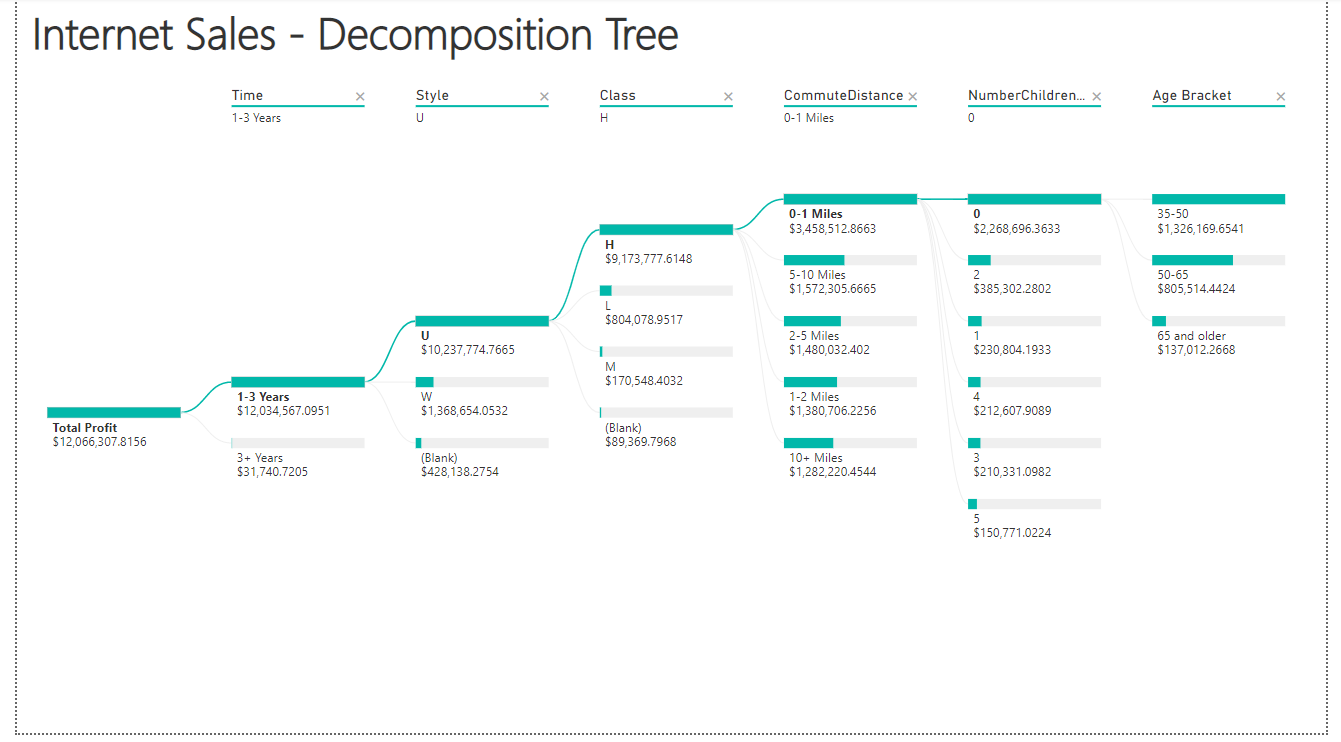 Internet Sales - Decomposition Tree
Time
1-3 Years
Style
U
Class
H
CommuteDistance
0-1 Miles
NumberChildren...
0
Age Bracket
Total Profit
$12,066,307.8156
1-3 Years
$12,034,567.0951
3+ Years
$31,740.7205
U
$10,237,774.7665
W
$1,368,654.0532
(Blank)
$428,138.2754
H
$9,173,777.6148
L
$804,078.9517
M
$170,548.4032
(Blank)
$89,369.7968
0-1 Miles
$3,458,512.8663
5-10 Miles
$1,572,305.6665
2-5 Miles
$1,480,032.402
1-2 Miles
$1,380,706.2256
10+ Miles
$1,282,220.4544
0
$2,268,696.3633
2
$385,302.2802
1
$230,804.1933
4
$212,607.9089
3
$210,331.0982
5
$150,771.0224
35-50
$1,326,169.6541
50-65
$805,514.4424
65 and older
$137,012.2668